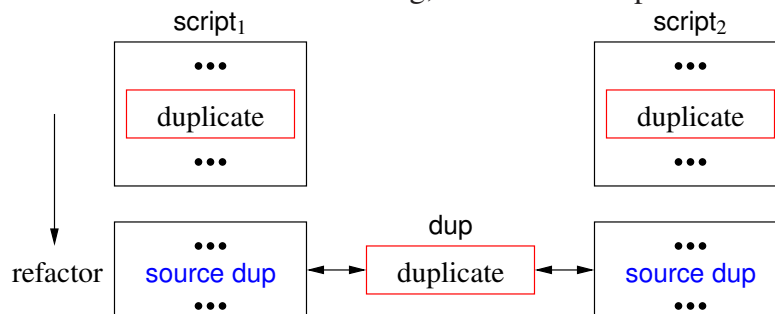 script₁ script₂
●●● ●●●
duplicate duplicate
●●● ●●●
dup
●●● ●●●
refactor source dup duplicate source dup
●●● ●●●